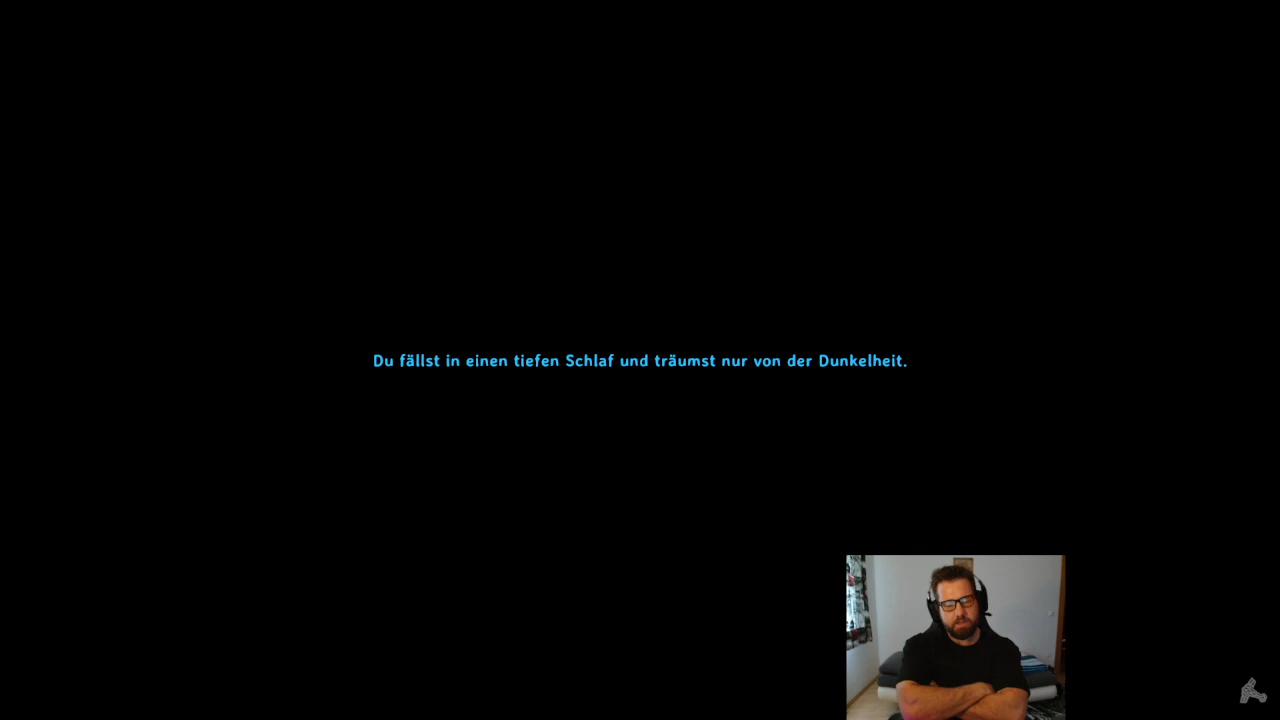 Du fällst in einen tiefen Schlaf und träumst nur von der Dunkelheit.